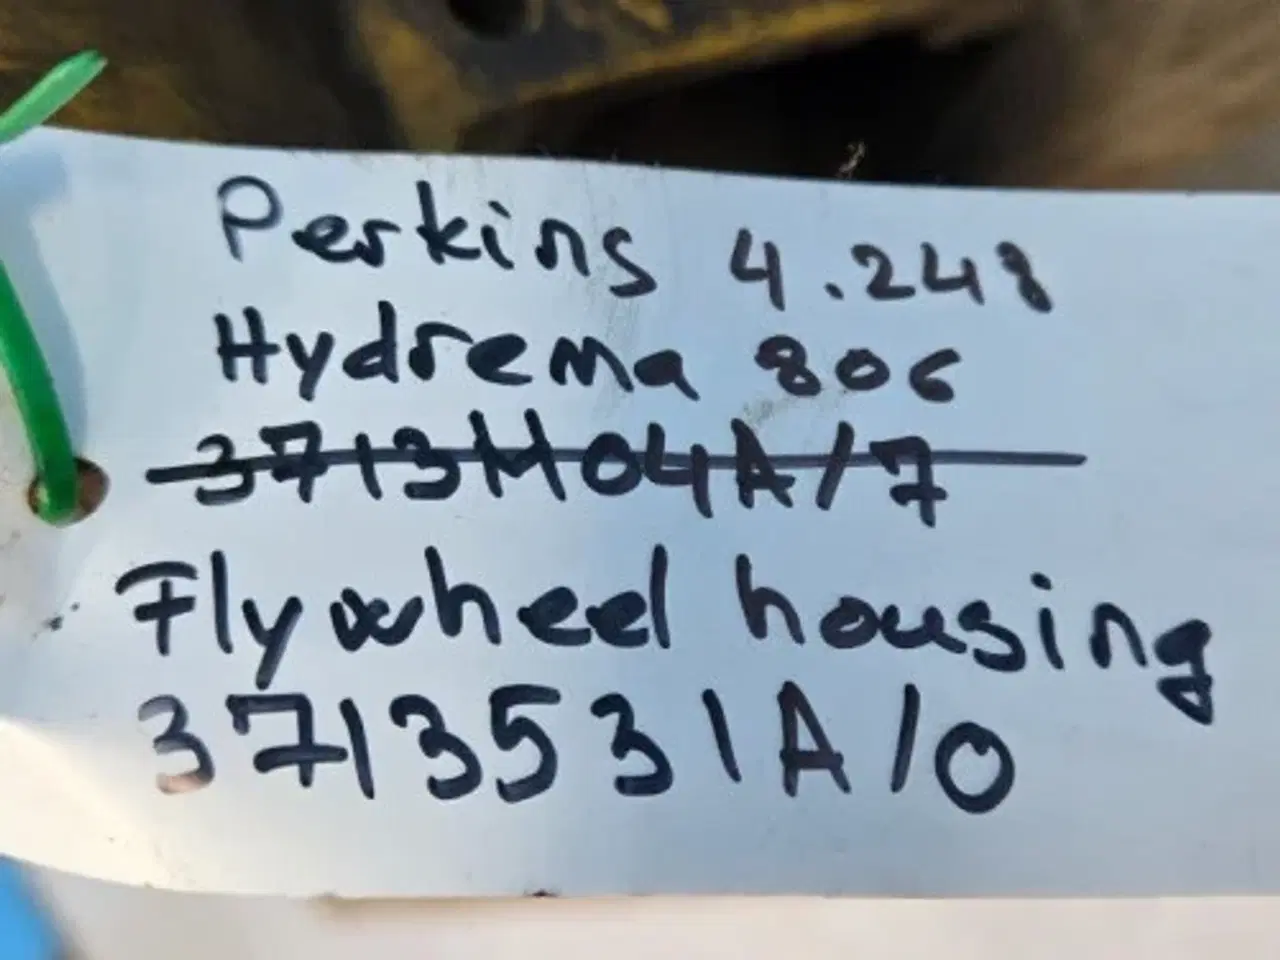 Perkins 4.248
Hydrema 806
3713H04A/7
Flywheel housing
3713531A/0